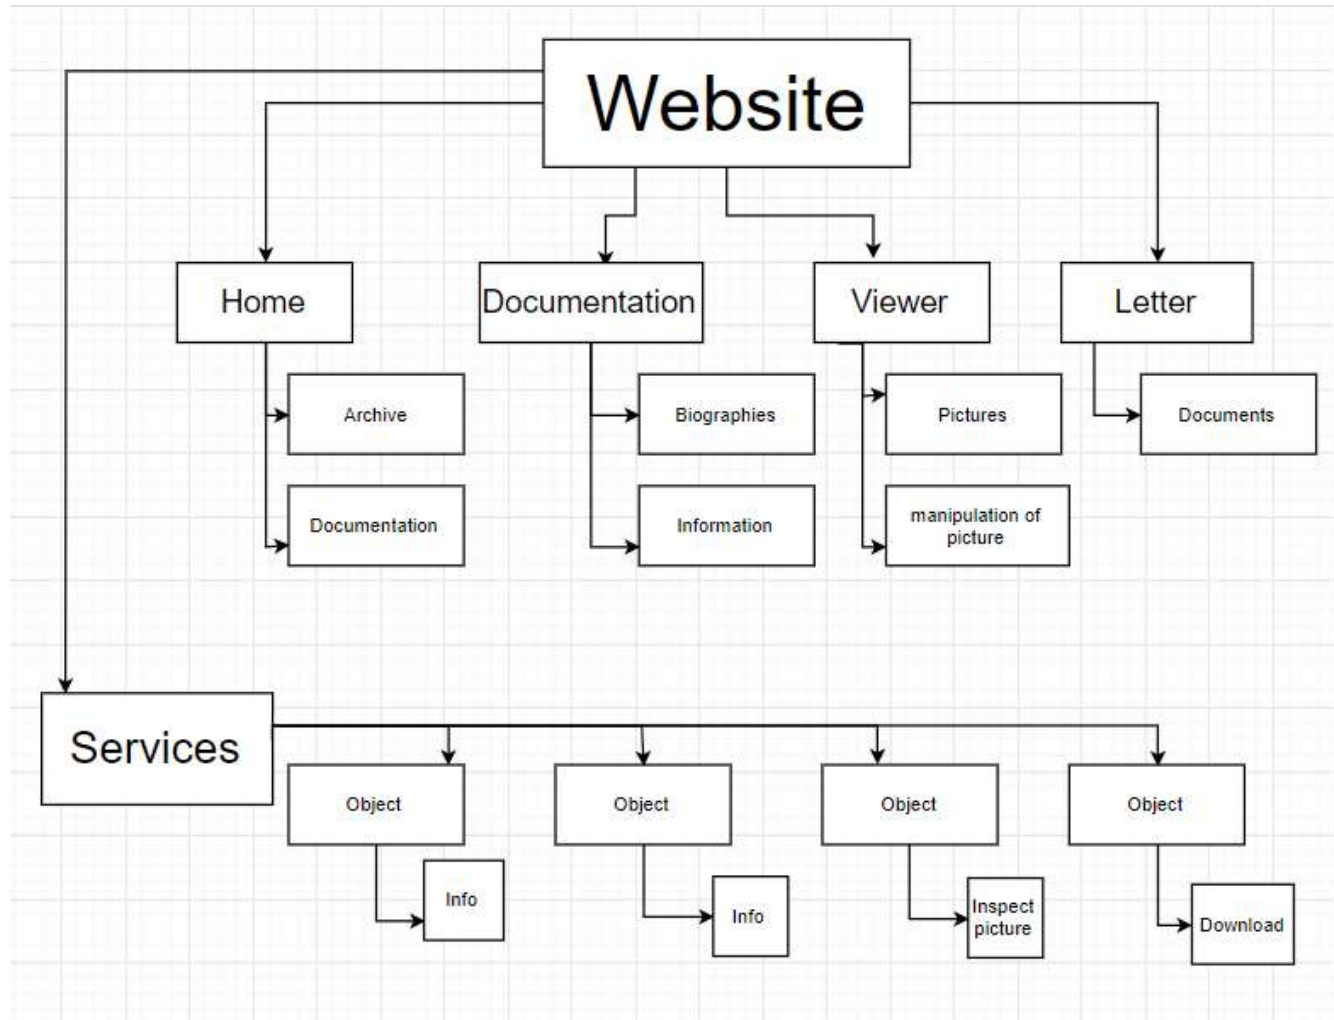 Website
Home
Documentation
Viewer
Letter
Archive
Biographies
Pictures
Documents
Documentation
Information
manipulation of
picture
Services
Object
Object
Object
Object
Info
Info
Inspect
picture
Download